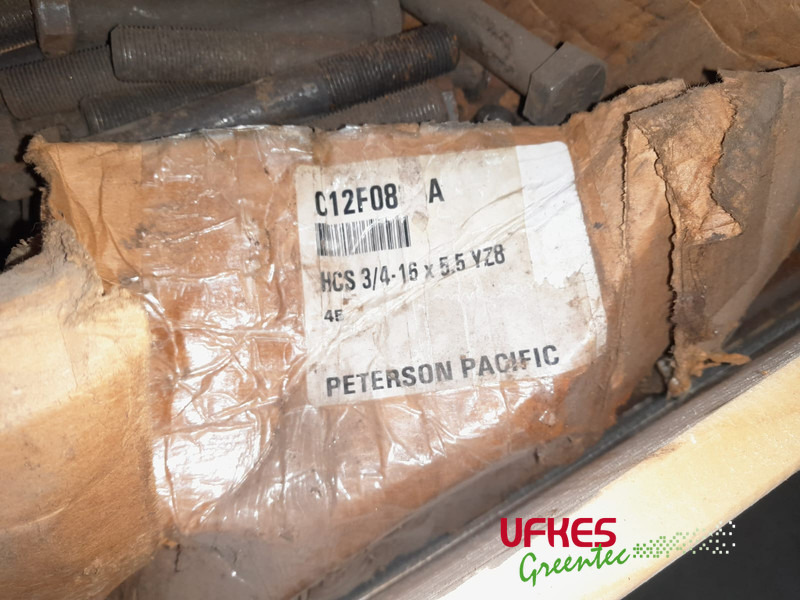 C12F08 A
HCS 3/4-16 x 5.5 YZ8
PETERSON PACIFIC
UFKES
Greentec